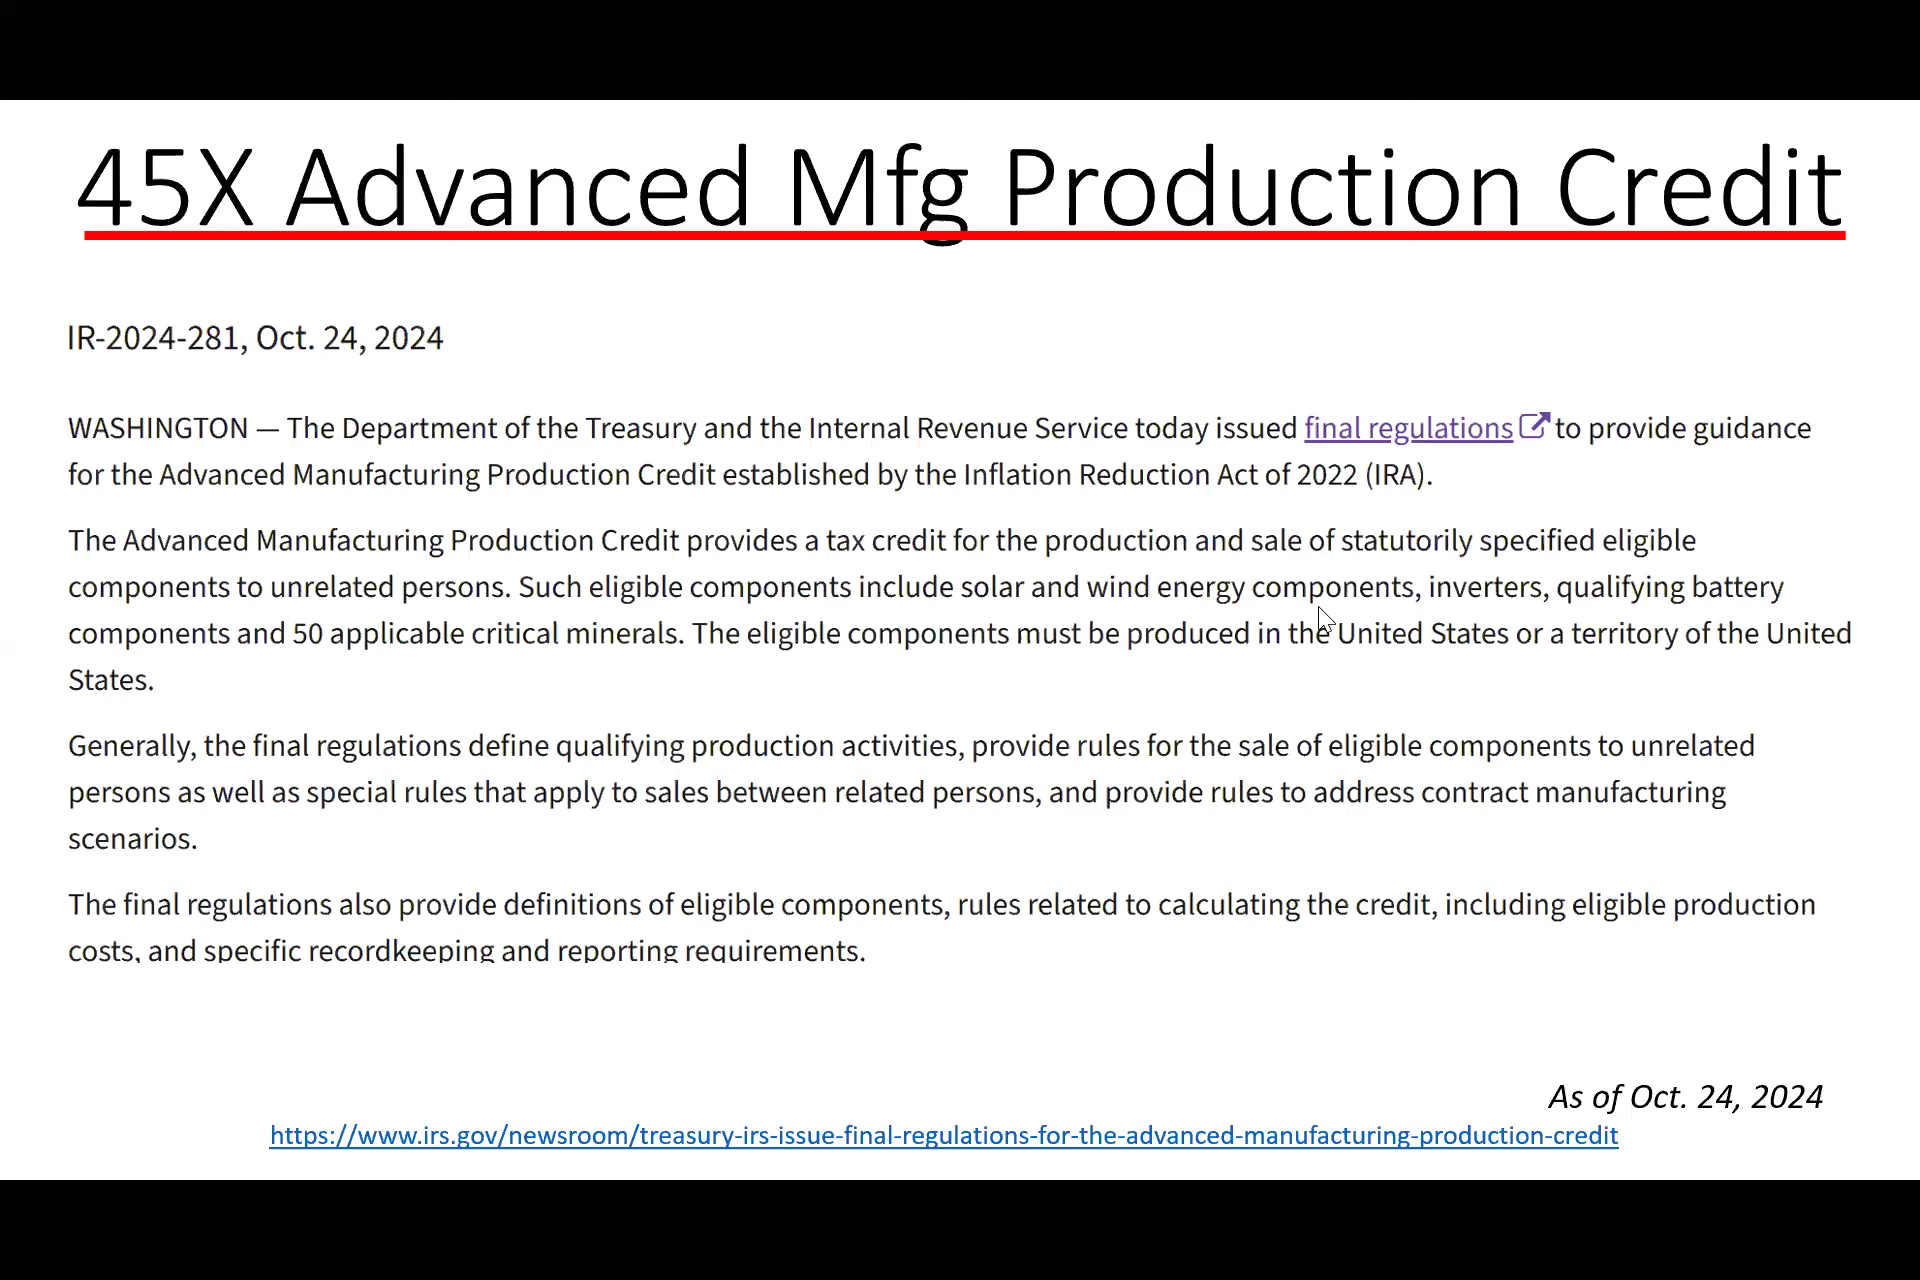 45X Advanced Mfg Production Credit
IR-2024-281, Oct. 24, 2024
WASHINGTON — The Department of the Treasury and the Internal Revenue Service today issued final regulations to provide guidance
for the Advanced Manufacturing Production Credit established by the Inflation Reduction Act of 2022 (IRA).
The Advanced Manufacturing Production Credit provides a tax credit for the production and sale of statutorily specified eligible
components to unrelated persons. Such eligible components include solar and wind energy components, inverters, qualifying battery
components and 50 applicable critical minerals. The eligible components must be produced in the United States or a territory of the United
States.
Generally, the final regulations define qualifying production activities, provide rules for the sale of eligible components to unrelated
persons as well as special rules that apply to sales between related persons, and provide rules to address contract manufacturing
scenarios.
The final regulations also provide definitions of eligible components, rules related to calculating the credit, including eligible production
costs, and specific recordkeeping and reporting requirements.
As of Oct. 24, 2024
https://www.irs.gov/newsroom/treasury-irs-issue-final-regulations-for-the-advanced-manufacturing-production-credit